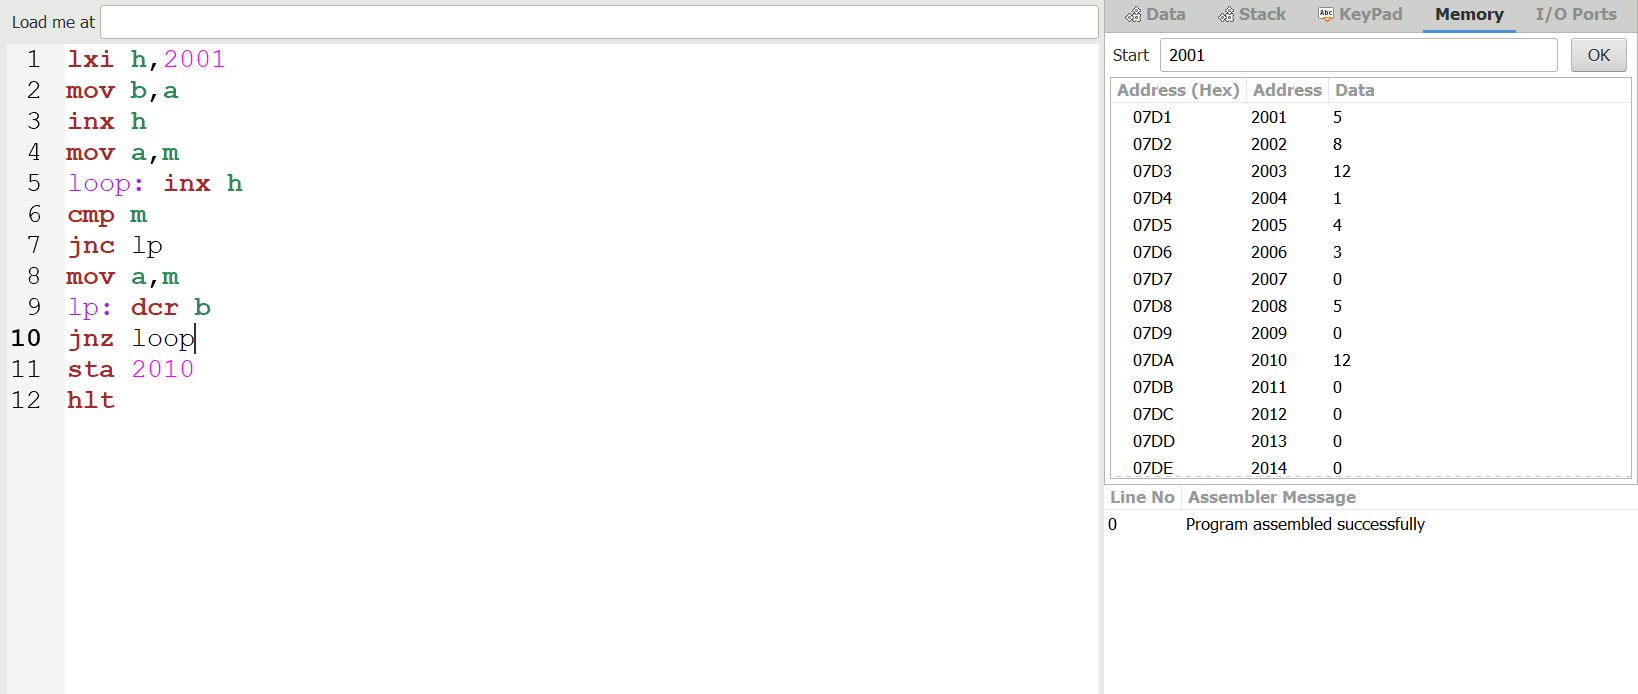 Load me at
1 lxi h,2001
2 mov b,a
3 inx h
4 mov a,m
5 loop: inx h
6 cmp m
7 jnc lp
8 mov a,m
9 lp: dcr b
10 jnz loop
11 sta 2010
12 hlt
Data Stack Abc KeyPad Memory I/O Ports
Start 2001 OK
Address (Hex) Address Data
07D1 2001 5
07D2 2002 8
07D3 2003 12
07D4 2004 1
07D5 2005 4
07D6 2006 3
07D7 2007 0
07D8 2008 5
07D9 2009 0
07DA 2010 12
07DB 2011 0
07DC 2012 0
07DD 2013 0
07DE 2014 0
Line No Assembler Message
0 Program assembled successfully